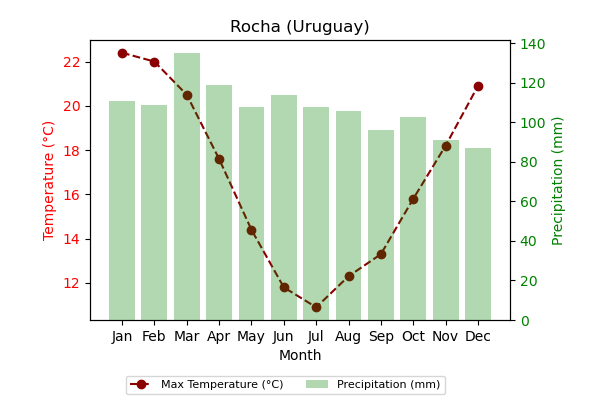 Rocha (Uruguay)
22
20
18
16
14
12
Temperature (°C)
140
120
100
80
60
40
20
0
Precipitation (mm)
Jan Feb Mar Apr May Jun Jul Aug Sep Oct Nov Dec
Month
Max Temperature (°C) Precipitation (mm)